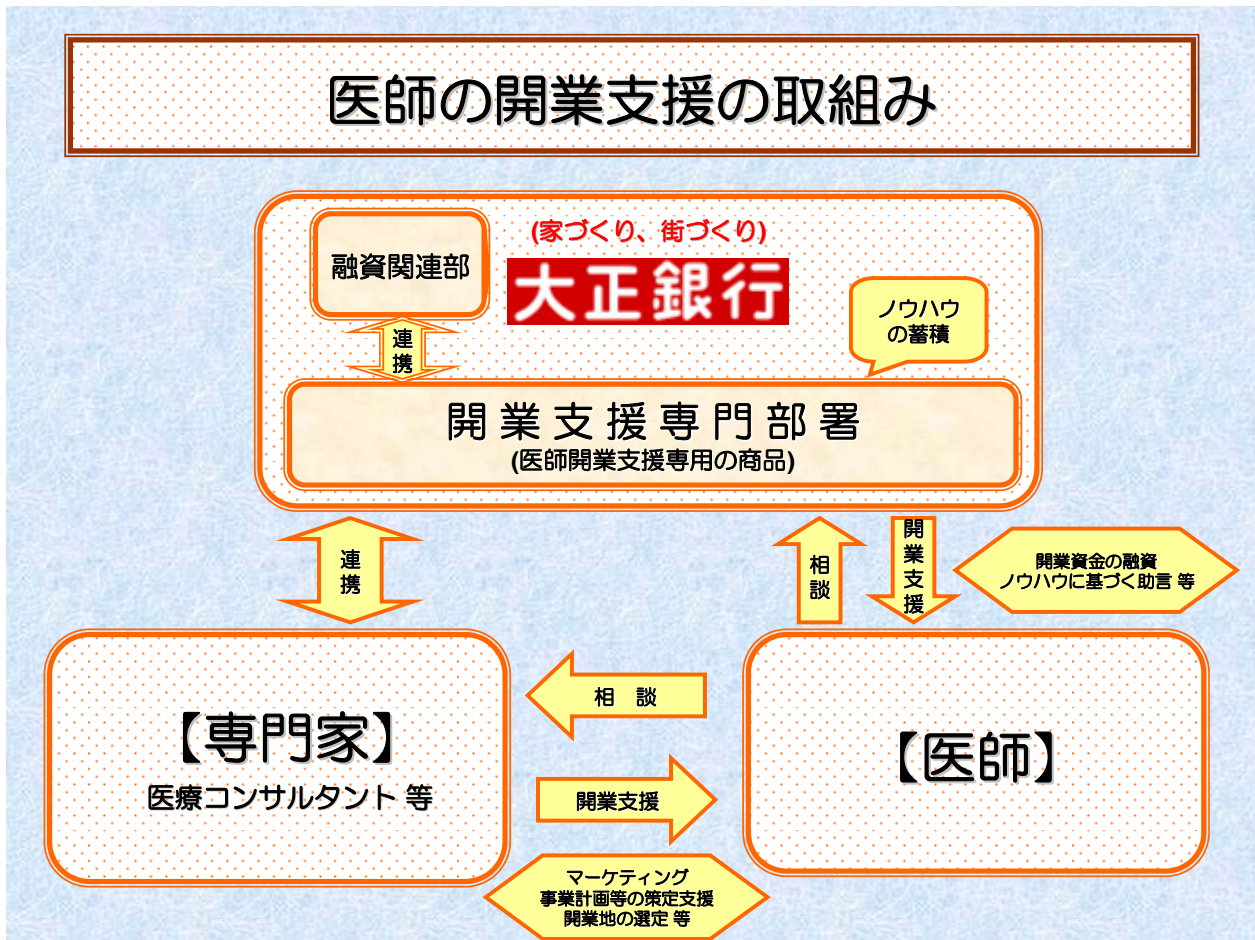 医師の開業支援の取組み
融資関連部
(家づくり、街づくり)
大正銀行
ノウハウ
の蓄積
連
携
開業支援専門部署
(医師開業支援専用の商品)
連
携
相
談
開
業
支
援
開業資金の融資
ノウハウに基づく助言 等
【専門家】
医療コンサルタント 等
相 談
開業支援
【医師】
マーケティング
事業計画等の策定支援
開業地の選定 等